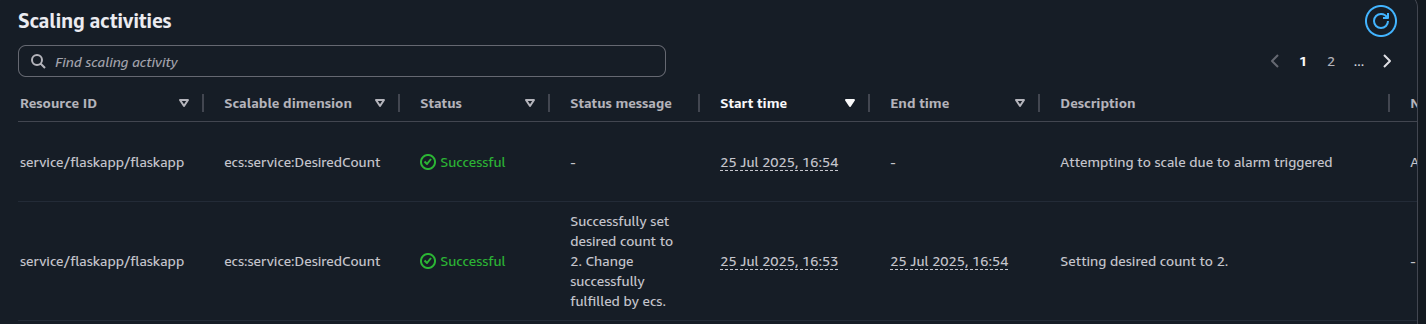 Scaling activities
Find scaling activity
1 2 ...
Resource ID Scalable dimension Status Status message Start time End time Description
service/flaskapp/flaskapp ecs:service:DesiredCount Successful - 25 Jul 2025, 16:54 - Attempting to scale due to alarm triggered
service/flaskapp/flaskapp ecs:service:DesiredCount Successful Successfully set
desired count to
2. Change
successfully
fulfilled by ecs. 25 Jul 2025, 16:53 25 Jul 2025, 16:54 Setting desired count to 2. -